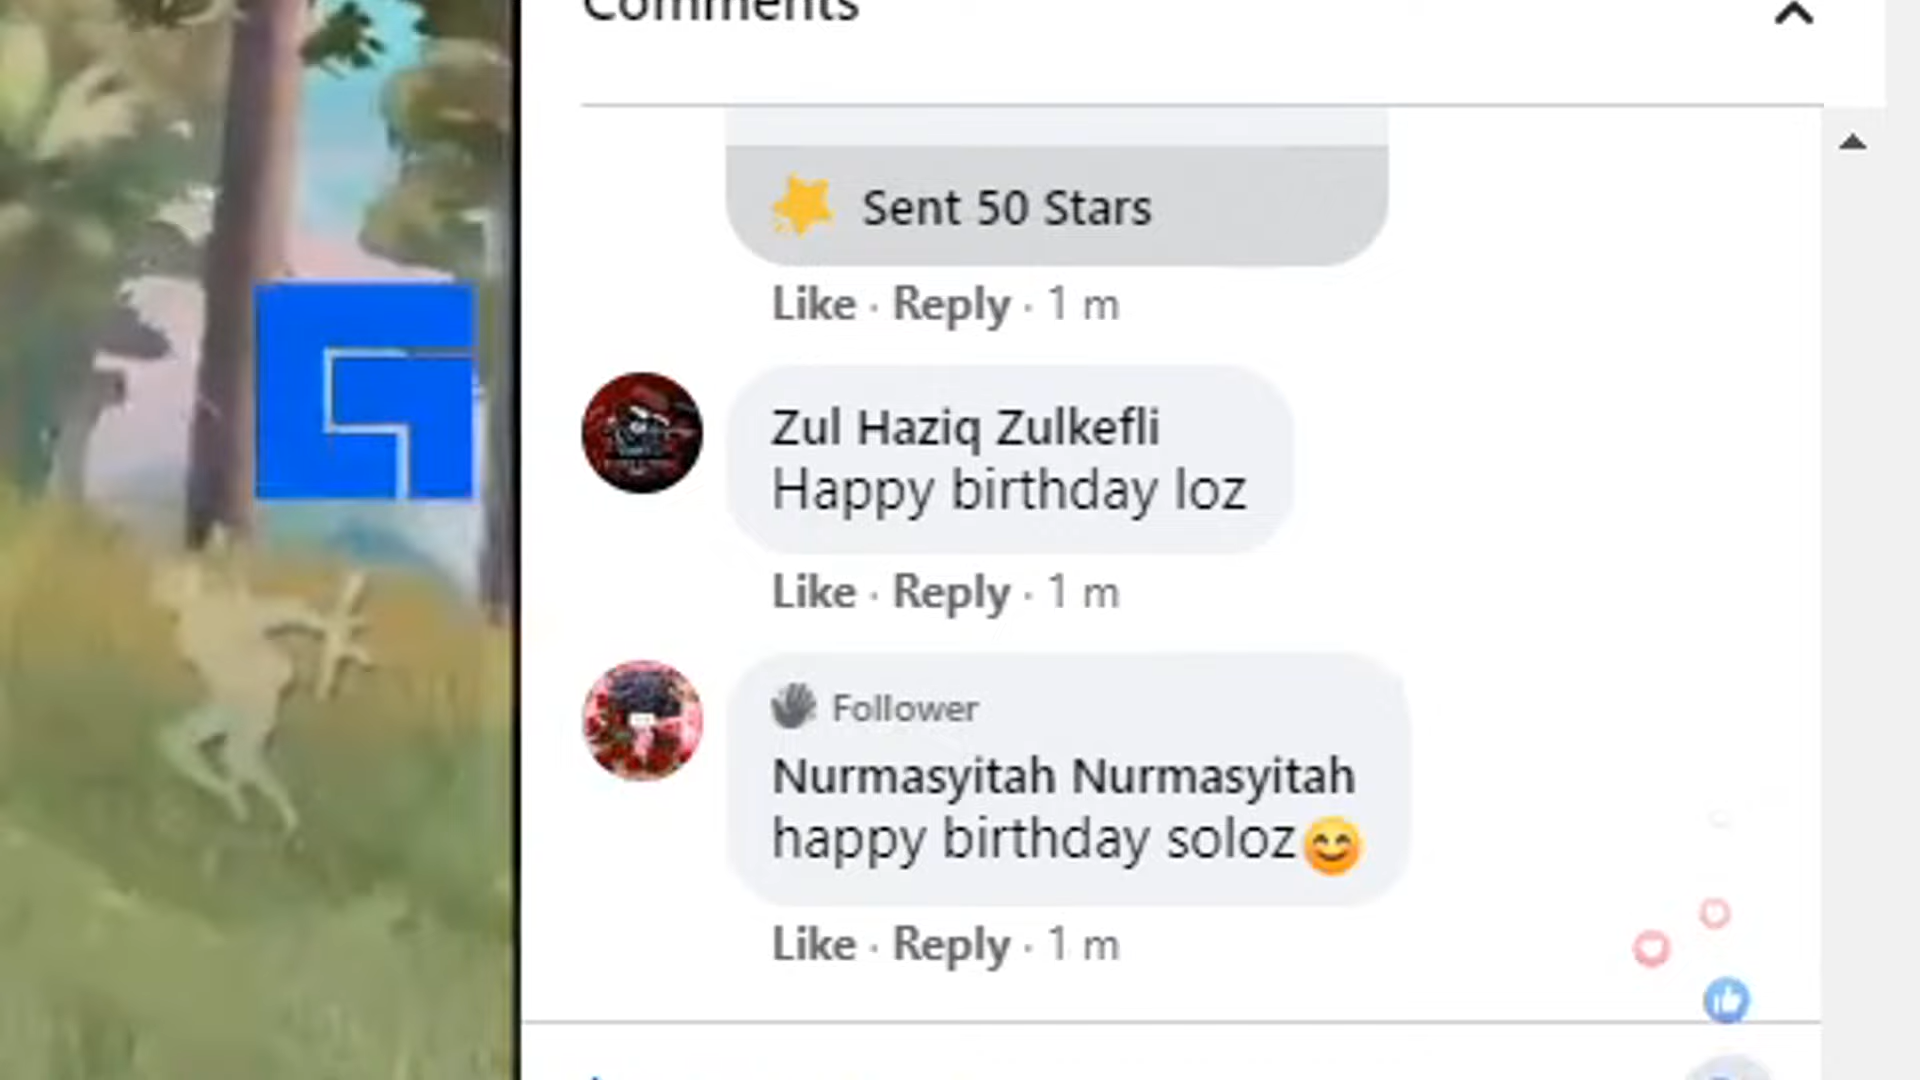 Comments
Sent 50 Stars
Like · Reply · 1 m
Zul Haziq Zulkefli
Happy birthday loz
Like · Reply · 1 m
Follower
Nurmasyitah Nurmasyitah
happy birthday soloz😊
Like · Reply · 1 m